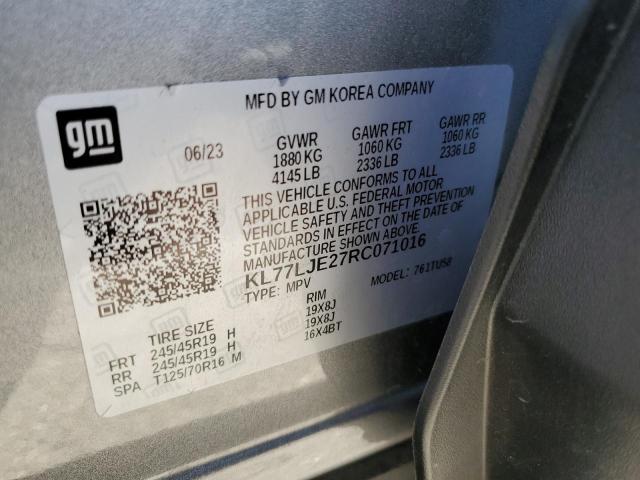 MFD BY GM KOREA COMPANY
gm
06/23
GVWR GAWR FRT GAWR RR
1880 KG 1060 KG 1060 KG
4145 LB 2336 LB 2336 LB
THIS VEHICLE CONFORMS TO ALL
APPLICABLE U.S. FEDERAL MOTOR
VEHICLE SAFETY AND THEFT PREVENTION
STANDARDS IN EFFECT ON THE DATE OF
MANUFACTURE SHOWN ABOVE.
KL77LJE27RC071016
TYPE: MPV MODEL: 761TU58
TIRE SIZE RIM
FRT 245/45R19 H 19X8J
RR 245/45R19 H 19X8J
SPA T125/70R16 M 16X4BT